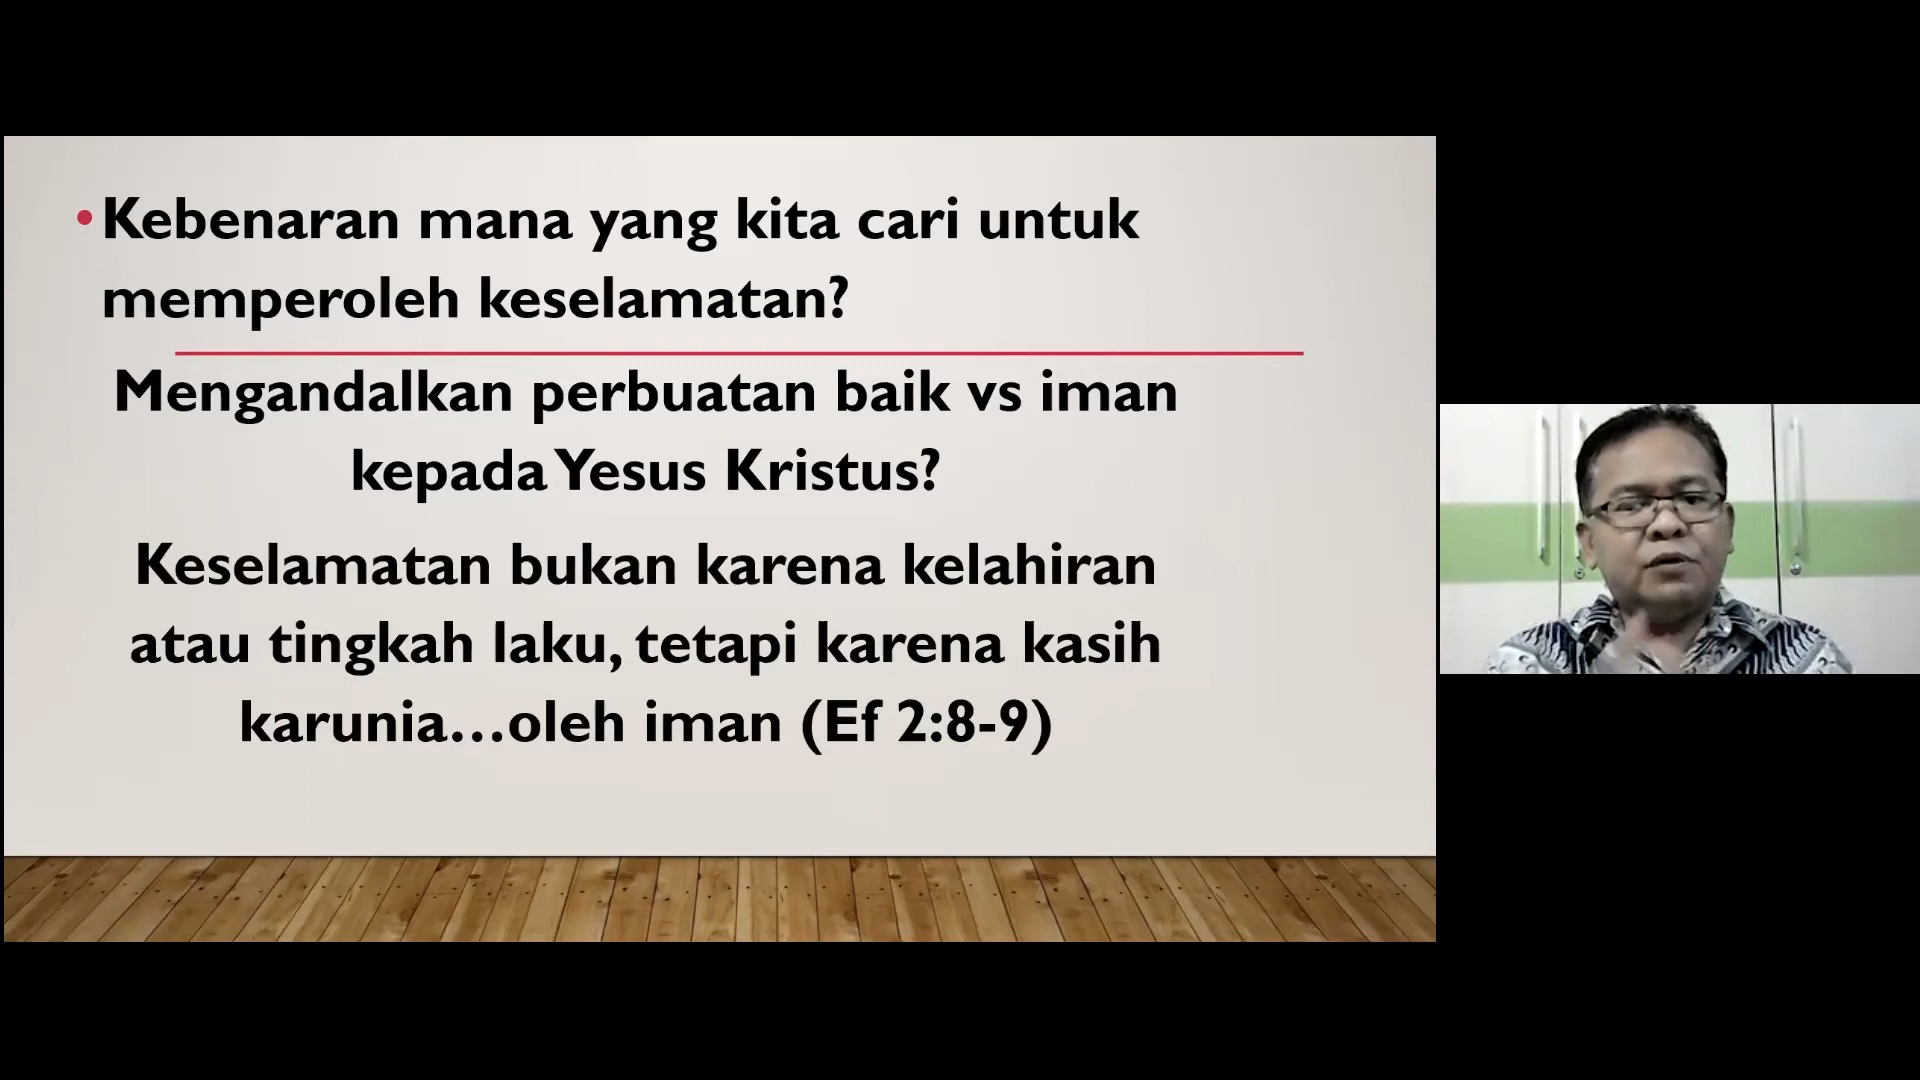 •Kebenaran mana yang kita cari untuk
memperoleh keselamatan?
Mengandalkan perbuatan baik vs iman
kepada Yesus Kristus?
Keselamatan bukan karena kelahiran
atau tingkah laku, tetapi karena kasih
karunia...oleh iman (Ef 2:8-9)